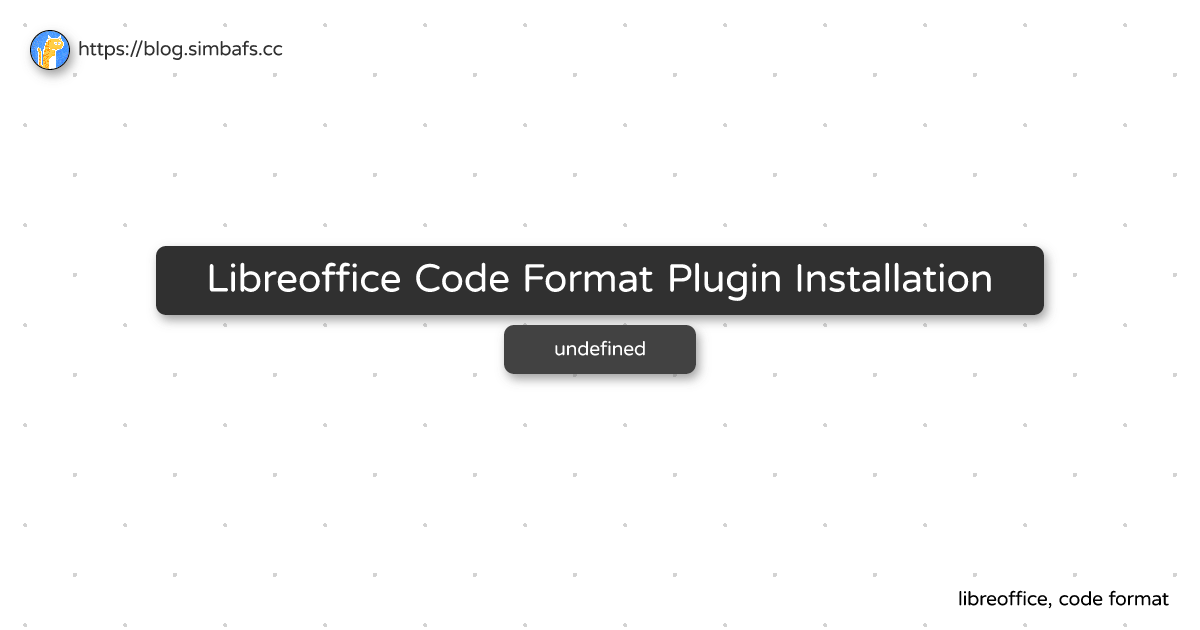 https://blog.simbafs.cc
Libreoffice Code Format Plugin Installation
undefined
libreoffice, code format